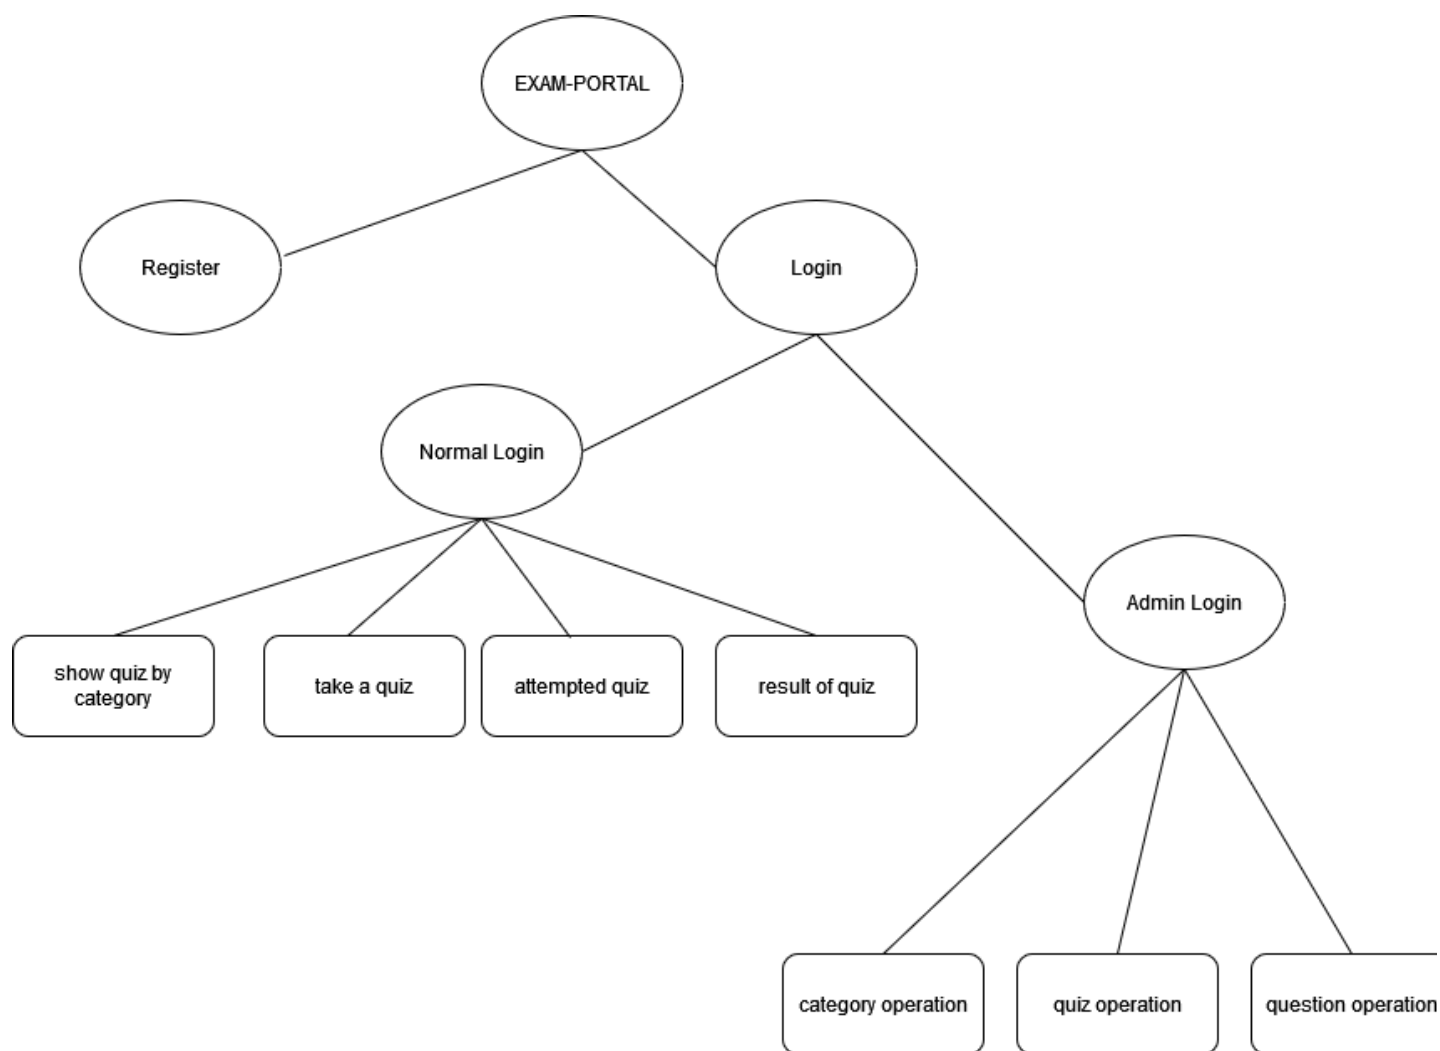 EXAM-PORTAL
Register
Login
Normal Login
Admin Login
show quiz by
category
take a quiz
attempted quiz
result of quiz
category operation
quiz operation
question operation